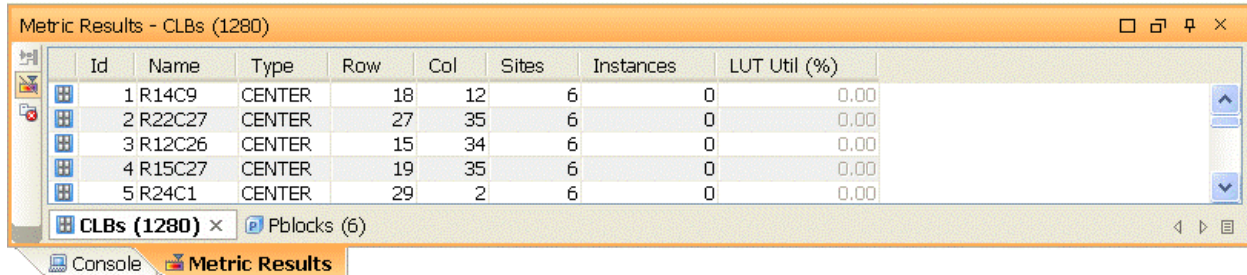 Metric Results - CLBs (1280)
Id Name Type Row Col Sites Instances LUT Util (%)
1 R14C9 CENTER 18 12 6 0 0.00
2 R22C27 CENTER 27 35 6 0 0.00
3 R12C26 CENTER 15 34 6 0 0.00
4 R15C27 CENTER 19 35 6 0 0.00
5 R24C1 CENTER 29 2 6 0 0.00
CLBs (1280) × P Pblocks (6)
Console Metric Results